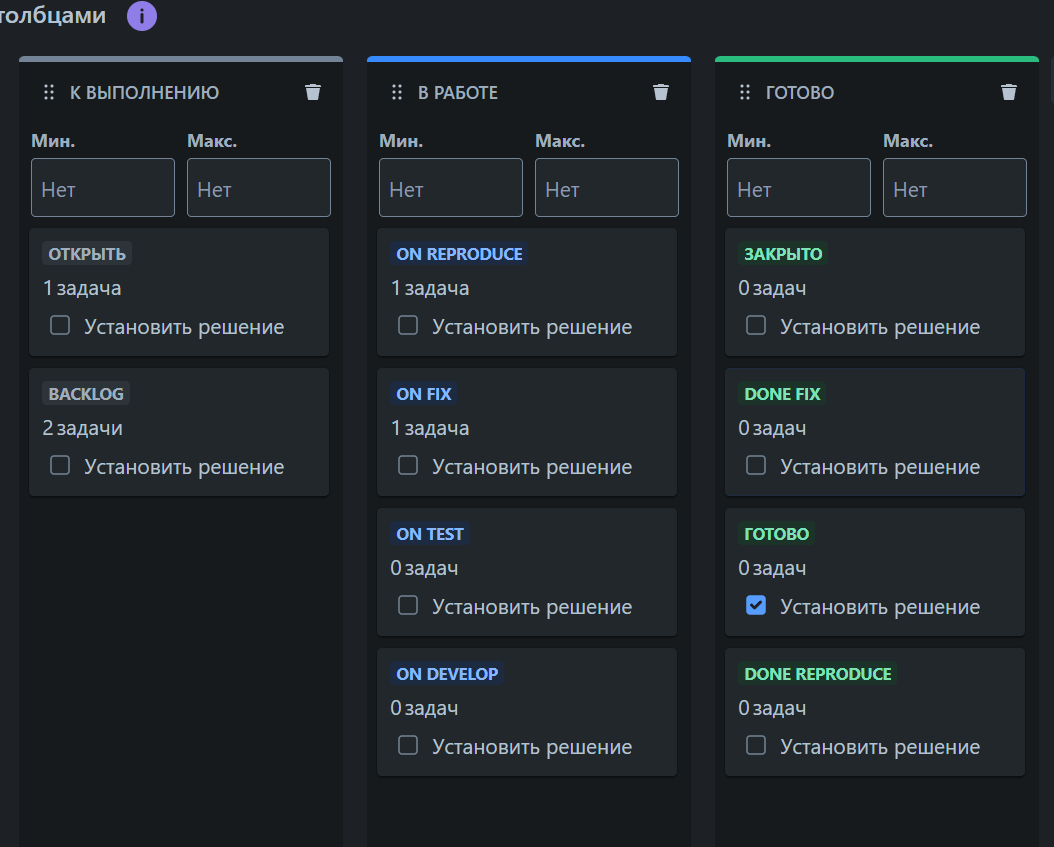 толбцами i
К ВЫПОЛНЕНИЮ
Мин. Макс.
Нет Нет
ОТКРЫТЬ
1 задача
Установить решение
BACKLOG
2 задачи
Установить решение
В РАБОТЕ
Мин. Макс.
Нет Нет
ON REPRODUCE
1 задача
Установить решение
ON FIX
1 задача
Установить решение
ON TEST
0 задач
Установить решение
ON DEVELOP
0 задач
Установить решение
ГОТОВО
Мин. Макс.
Нет Нет
ЗАКРЫТО
0 задач
Установить решение
DONE FIX
0 задач
Установить решение
ГОТОВО
0 задач
Установить решение
DONE REPRODUCE
0 задач
Установить решение